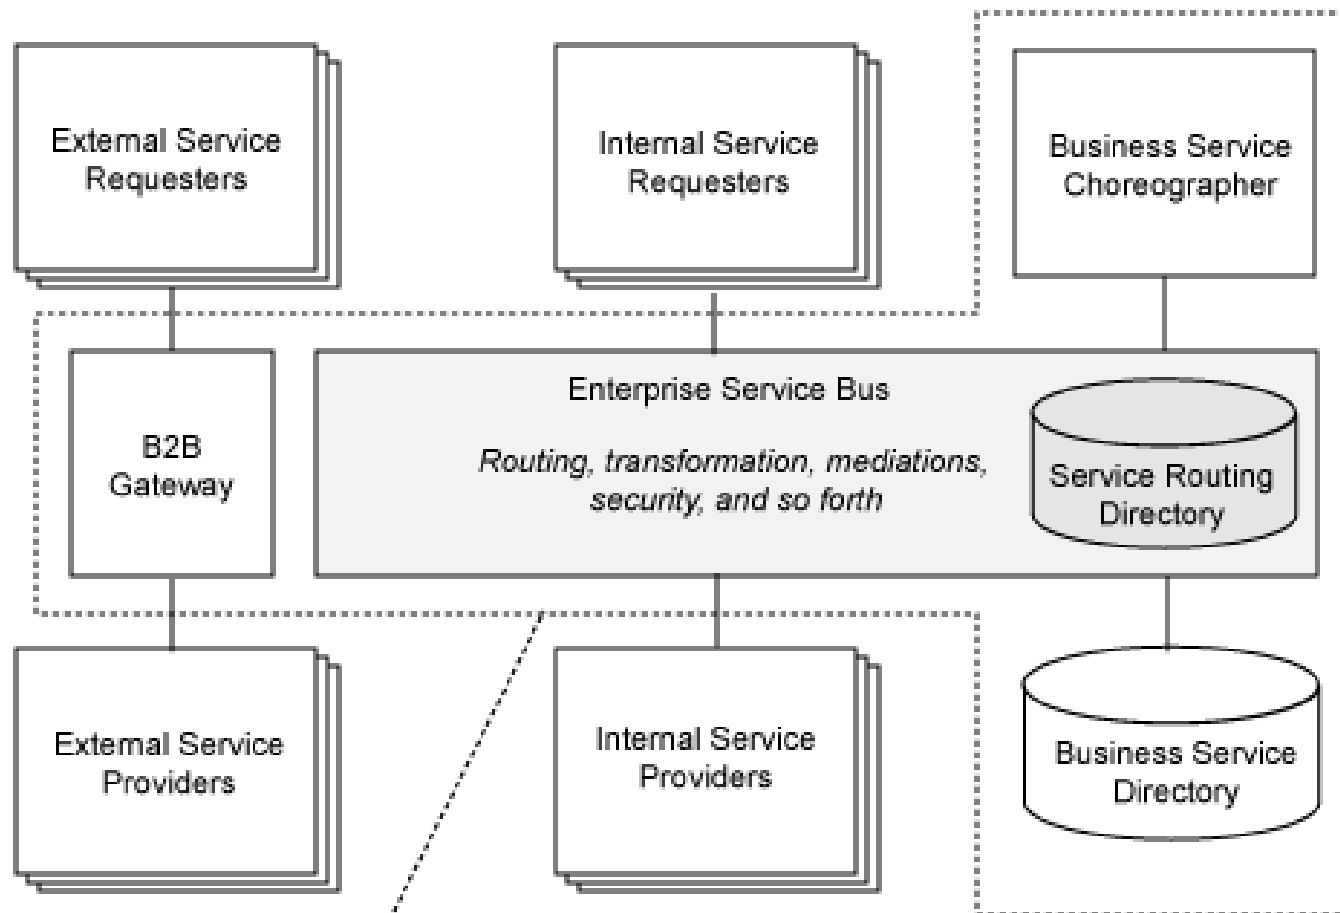 External Service
Requesters
Internal Service
Requesters
Business Service
Choreographer
B2B
Gateway
Enterprise Service Bus
Routing, transformation, mediations,
security, and so forth
Service Routing
Directory
External Service
Providers
Internal Service
Providers
Business Service
Directory